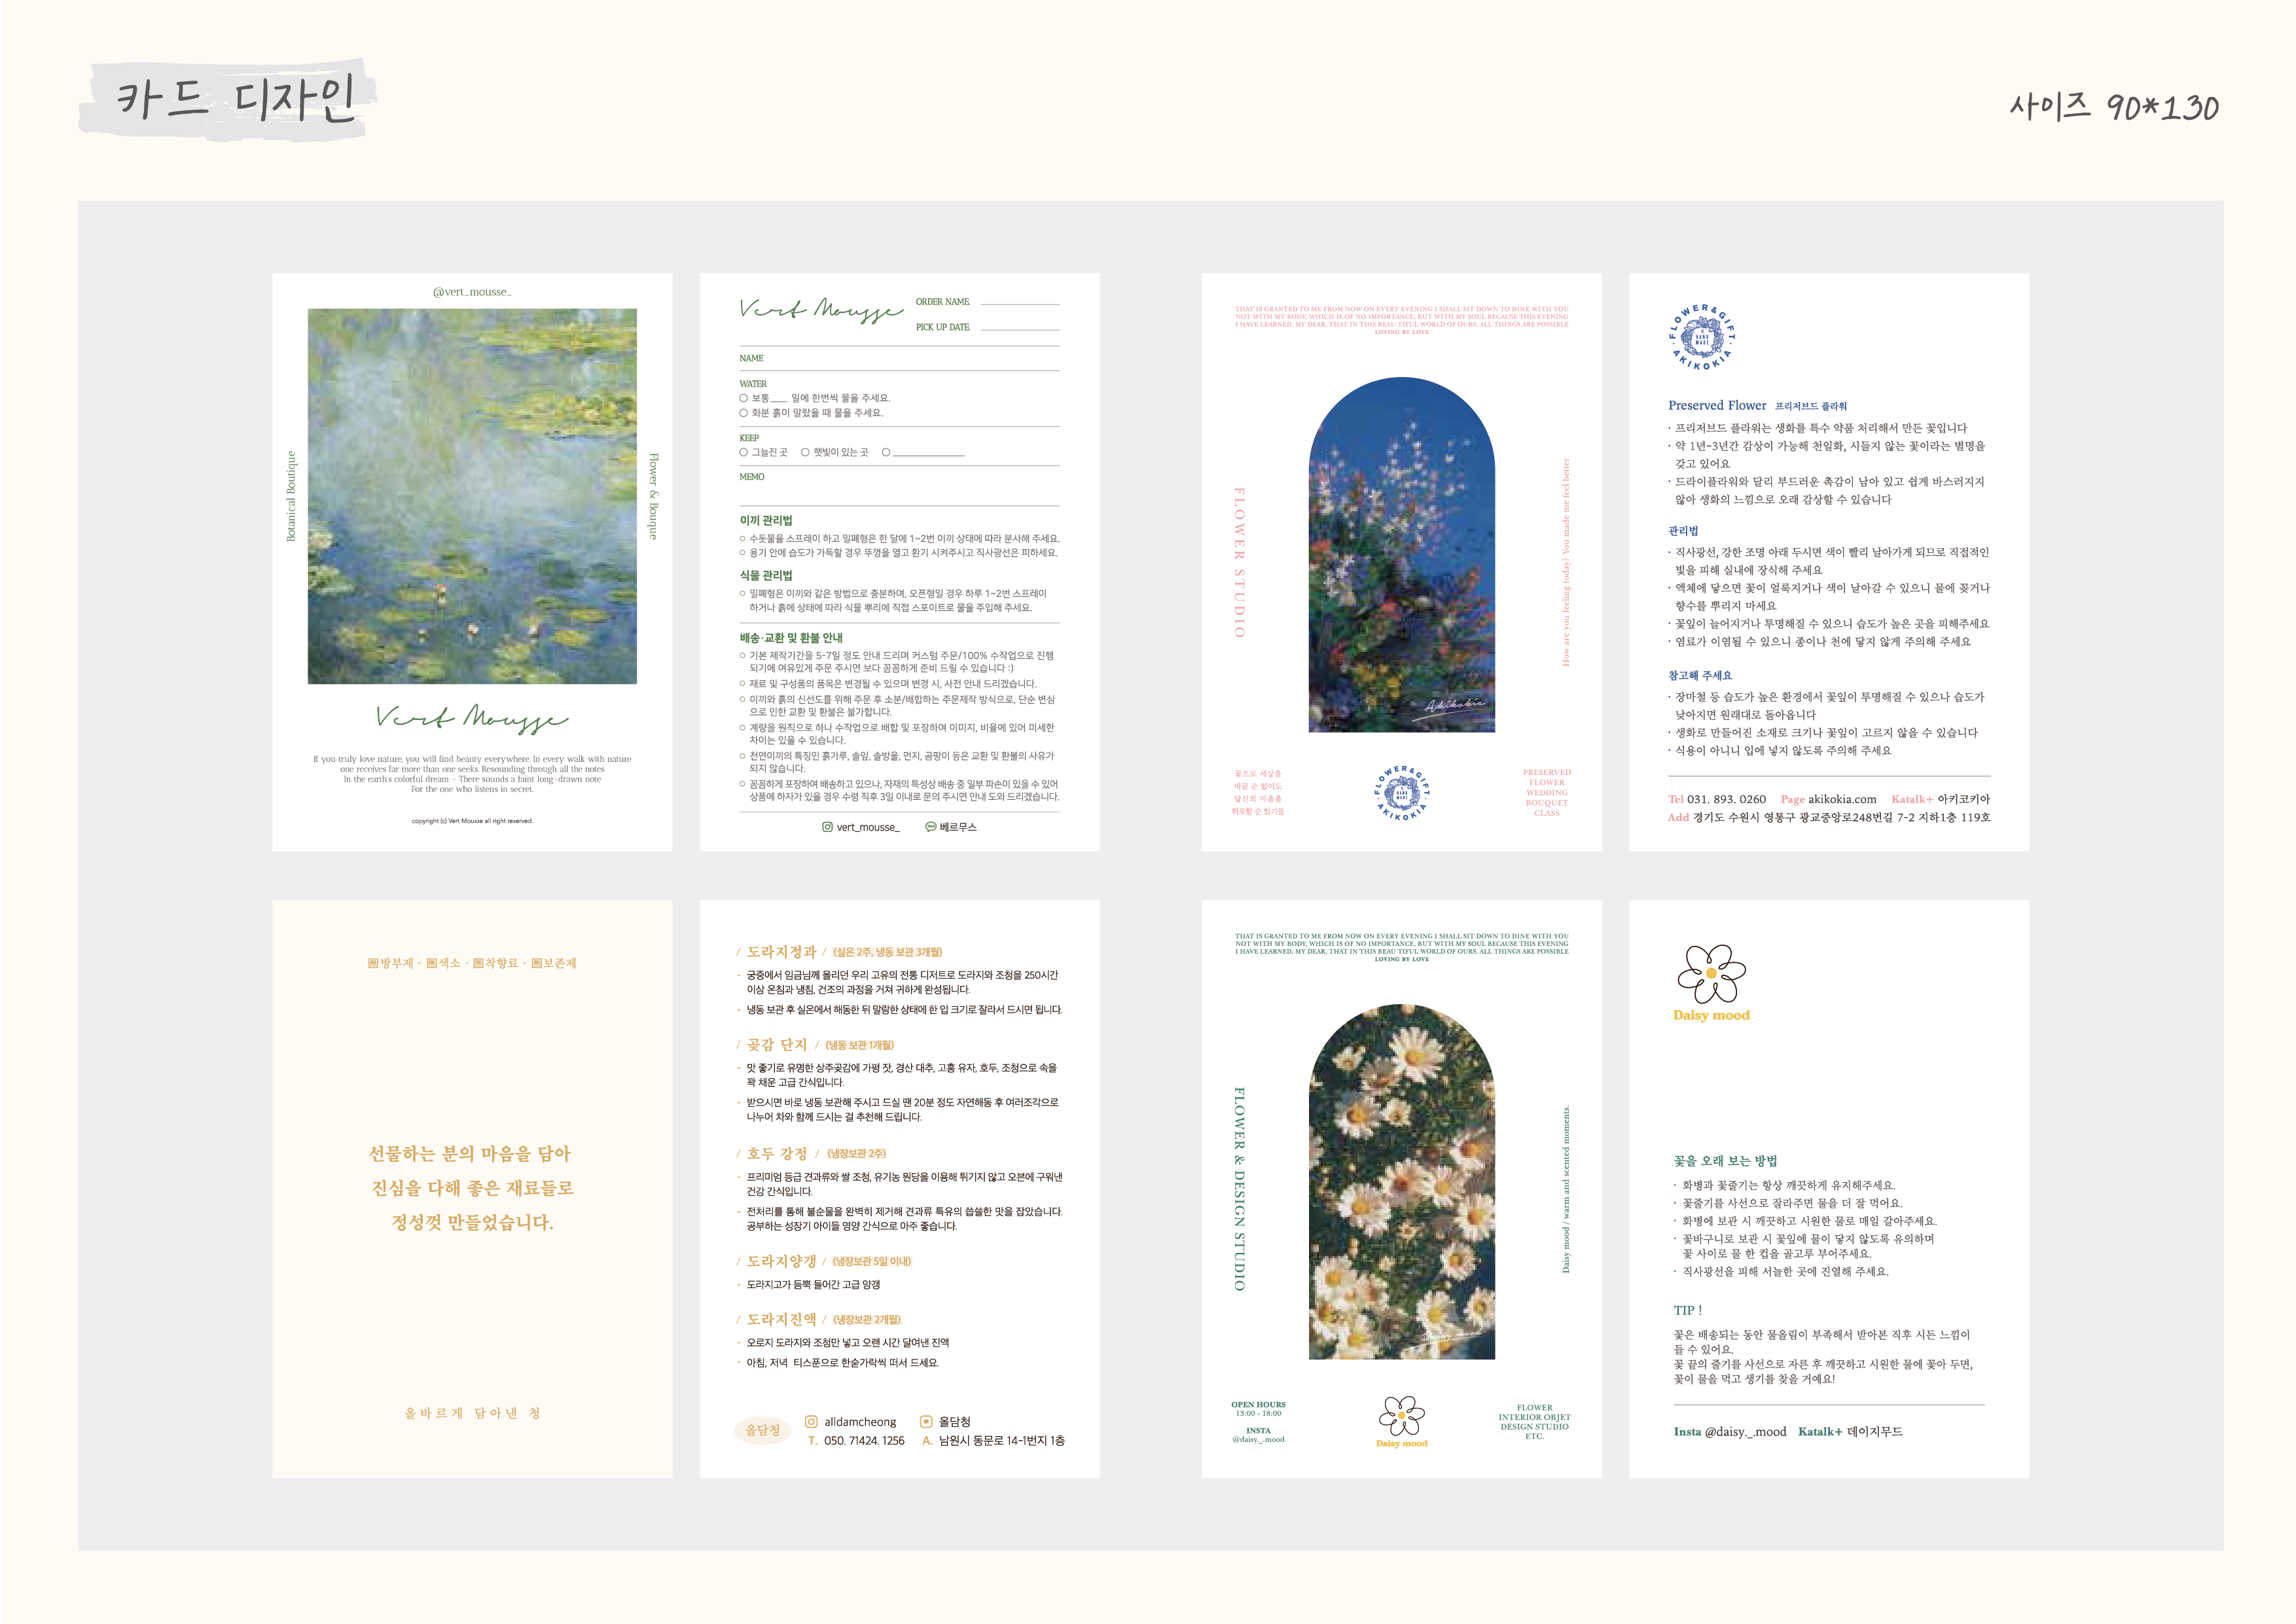 카드 디자인
사이즈 90*130
@vert_mousse_
Botanical Boutique
Flower & Bouque
Vert Mousse
If you truly love nature, you will find beauty everywhere. In every walk with nature
one receives far more than one seeks. Resounding through all the notes
In the earth's colorful dream - There sounds a faint long-drawn note
For the one who listens in secret.
copyright (c) Vert Mousse all right reserved.
Vert Mousse
ORDER NAME
PICK UP DATE
NAME
WATER
보통___ 일에 한번씩 물을 주세요.
화분 흙이 말랐을 때 물을 주세요.
KEEP
그늘진 곳 햇빛이 있는 곳
MEMO
이끼 관리법
수돗물을 스프레이 하고 밀폐형은 한 달에 1~2번 이끼 상태에 따라 분사해 주세요.
용기 안에 습도가 가득할 경우 뚜껑을 열고 환기 시켜주시고 직사광선은 피하세요.
식물 관리법
밀폐형은 이끼와 같은 방법으로 충분하며, 오픈형일 경우 하루 1~2번 스프레이
하거나 흙에 상태에 따라 식물 뿌리에 직접 스포이트로 물을 주입해 주세요.
배송·교환 및 환불 안내
기본 제작기간을 5-7일 정도 안내 드리며 커스텀 주문/100% 수작업으로 진행
되기에 여유있게 주문 주시면 보다 꼼꼼하게 준비 드릴 수 있습니다 :)
재료 및 구성품의 품목은 변경될 수 있으며 변경 시, 사전 안내 드리겠습니다.
이끼와 흙의 신선도를 위해 주문 후 소분/배합하는 주문제작 방식으로, 단순 변심
으로 인한 교환 및 환불은 불가합니다.
계량을 원칙으로 하나 수작업으로 배합 및 포장하여 이미지, 비율에 있어 미세한
차이는 있을 수 있습니다.
천연이끼의 특징인 흙가루, 솔잎, 솔방울, 먼지, 곰팡이 등은 교환 및 환불의 사유가
되지 않습니다.
꼼꼼하게 포장하여 배송하고 있으나, 자재의 특성상 배송 중 일부 파손이 있을 수 있어
상품에 하자가 있을 경우 수령 직후 3일 이내로 문의 주시면 안내 도와 드리겠습니다.
vert_mousse_ 베르무스
THAT IS GRANTED TO ME FROM NOW ON EVERY EVENING I SHALL SIT DOWN TO DINE WITH YOU
NOT WITH MY BODY, WHICH IS OF NO IMPORTANCE, BUT WITH MY SOUL BECAUSE THIS EVENING
I HAVE LEARNED, MY DEAR, THAT IN THIS BEAU TIFUL WORLD OF OURS, ALL THINGS ARE POSSIBLE
LOVING BY LOVE
FLOWER STUDIO
How are you feeling today? You made me feel better
Akikokia
꽃으로 세상을
바꿀 순 없어도
당신의 마음을
위로할 순 있기를
FLOWER&GIFT
HAND
MADE
AKIKOKIA
PRESERVED
FLOWER
WEDDING
BOUQUET
CLASS
FLOWER&GIFT
HAND
MADE
AKIKOKIA
Preserved Flower 프리저브드 플라워
· 프리저브드 플라워는 생화를 특수 약품 처리해서 만든 꽃입니다
· 약 1년~3년간 감상이 가능해 천일화, 시들지 않는 꽃이라는 별명을
갖고 있어요
· 드라이플라워와 달리 부드러운 촉감이 남아 있고 쉽게 바스러지지
않아 생화의 느낌으로 오래 감상할 수 있습니다
관리법
· 직사광선, 강한 조명 아래 두시면 색이 빨리 날아가게 되므로 직접적인
빛을 피해 실내에 장식해 주세요
· 액체에 닿으면 꽃이 얼룩지거나 색이 날아갈 수 있으니 물에 꽂거나
향수를 뿌리지 마세요
· 꽃잎이 늘어지거나 투명해질 수 있으니 습도가 높은 곳을 피해주세요
· 염료가 이염될 수 있으니 종이나 천에 닿지 않게 주의해 주세요
참고해 주세요
· 장마철 등 습도가 높은 환경에서 꽃잎이 투명해질 수 있으나 습도가
낮아지면 원래대로 돌아옵니다
· 생화로 만들어진 소재로 크기나 꽃잎이 고르지 않을 수 있습니다
· 식용이 아니니 입에 넣지 않도록 주의해 주세요
Tel 031. 893. 0260 Page akikokia.com Katalk+ 아키코키아
Add 경기도 수원시 영통구 광교중앙로248번길 7-2 지하1층 119호
無방부제 · 無색소 · 無착향료 · 無보존제
선물하는 분의 마음을 담아
진심을 다해 좋은 재료들로
정성껏 만들었습니다.
올바르게 담아낸 청
/ 도라지정과 / (실온 2주, 냉동 보관 3개월)
· 궁중에서 임금님께 올리던 우리 고유의 전통 디저트로 도라지와 조청을 250시간
이상 온침과 냉침, 건조의 과정을 거쳐 귀하게 완성됩니다.
· 냉동 보관 후 실온에서 해동한 뒤 말랑한 상태에 한 입 크기로 잘라서 드시면 됩니다.
/ 곶감 단지 / (냉동 보관 1개월)
· 맛 좋기로 유명한 상주곶감에 가평 잣, 경산 대추, 고흥 유자, 호두, 조청으로 속을
꽉 채운 고급 간식입니다.
· 받으시면 바로 냉동 보관해 주시고 드실 땐 20분 정도 자연해동 후 여러조각으로
나누어 차와 함께 드시는 걸 추천해 드립니다.
/ 호두 강정 / (냉장보관 2주)
· 프리미엄 등급 견과류와 쌀 조청, 유기농 원당을 이용해 튀기지 않고 오븐에 구워낸
건강 간식입니다.
· 전처리를 통해 불순물을 완벽히 제거해 견과류 특유의 씁쓸한 맛을 잡았습니다.
공부하는 성장기 아이들 영양 간식으로 아주 좋습니다.
/ 도라지양갱 / (냉장보관 5일 이내)
· 도라지고가 듬뿍 들어간 고급 양갱
/ 도라지진액 / (냉장보관 2개월)
· 오로지 도라지와 조청만 넣고 오랜 시간 달여낸 진액
· 아침, 저녁 티스푼으로 한숟가락씩 떠서 드세요.
올담청
alldamcheong 올담청
T. 050. 71424. 1256 A. 남원시 동문로 14-1번지 1층
THAT IS GRANTED TO ME FROM NOW ON EVERY EVENING I SHALL SIT DOWN TO DINE WITH YOU
NOT WITH MY BODY, WHICH IS OF NO IMPORTANCE, BUT WITH MY SOUL BECAUSE THIS EVENING
I HAVE LEARNED, MY DEAR, THAT IN THIS BEAU TIFUL WORLD OF OURS, ALL THINGS ARE POSSIBLE
LOVING BY LOVE
FLOWER & DESIGN STUDIO
Daisy mood / warm and scented moments.
OPEN HOURS
13:00 - 18:00
INSTA
@daisy._.mood
Daisy mood
FLOWER
INTERIOR OBJET
DESIGN STUDIO
ETC.
Daisy mood
꽃을 오래 보는 방법
· 화병과 꽃줄기는 항상 깨끗하게 유지해주세요.
· 꽃줄기를 사선으로 잘라주면 물을 더 잘 먹어요.
· 화병에 보관 시 깨끗하고 시원한 물로 매일 갈아주세요.
· 꽃바구니로 보관 시 꽃잎에 물이 닿지 않도록 유의하며
꽃 사이로 물 한 컵을 골고루 부어주세요.
· 직사광선을 피해 서늘한 곳에 진열해 주세요.
TIP !
꽃은 배송되는 동안 물올림이 부족해서 받아본 직후 시든 느낌이
들 수 있어요.
꽃 끝의 줄기를 사선으로 자른 후 깨끗하고 시원한 물에 꽃아 두면,
꽃이 물을 먹고 생기를 찾을 거예요!
Insta @daisy._.mood Katalk+ 데이지무드